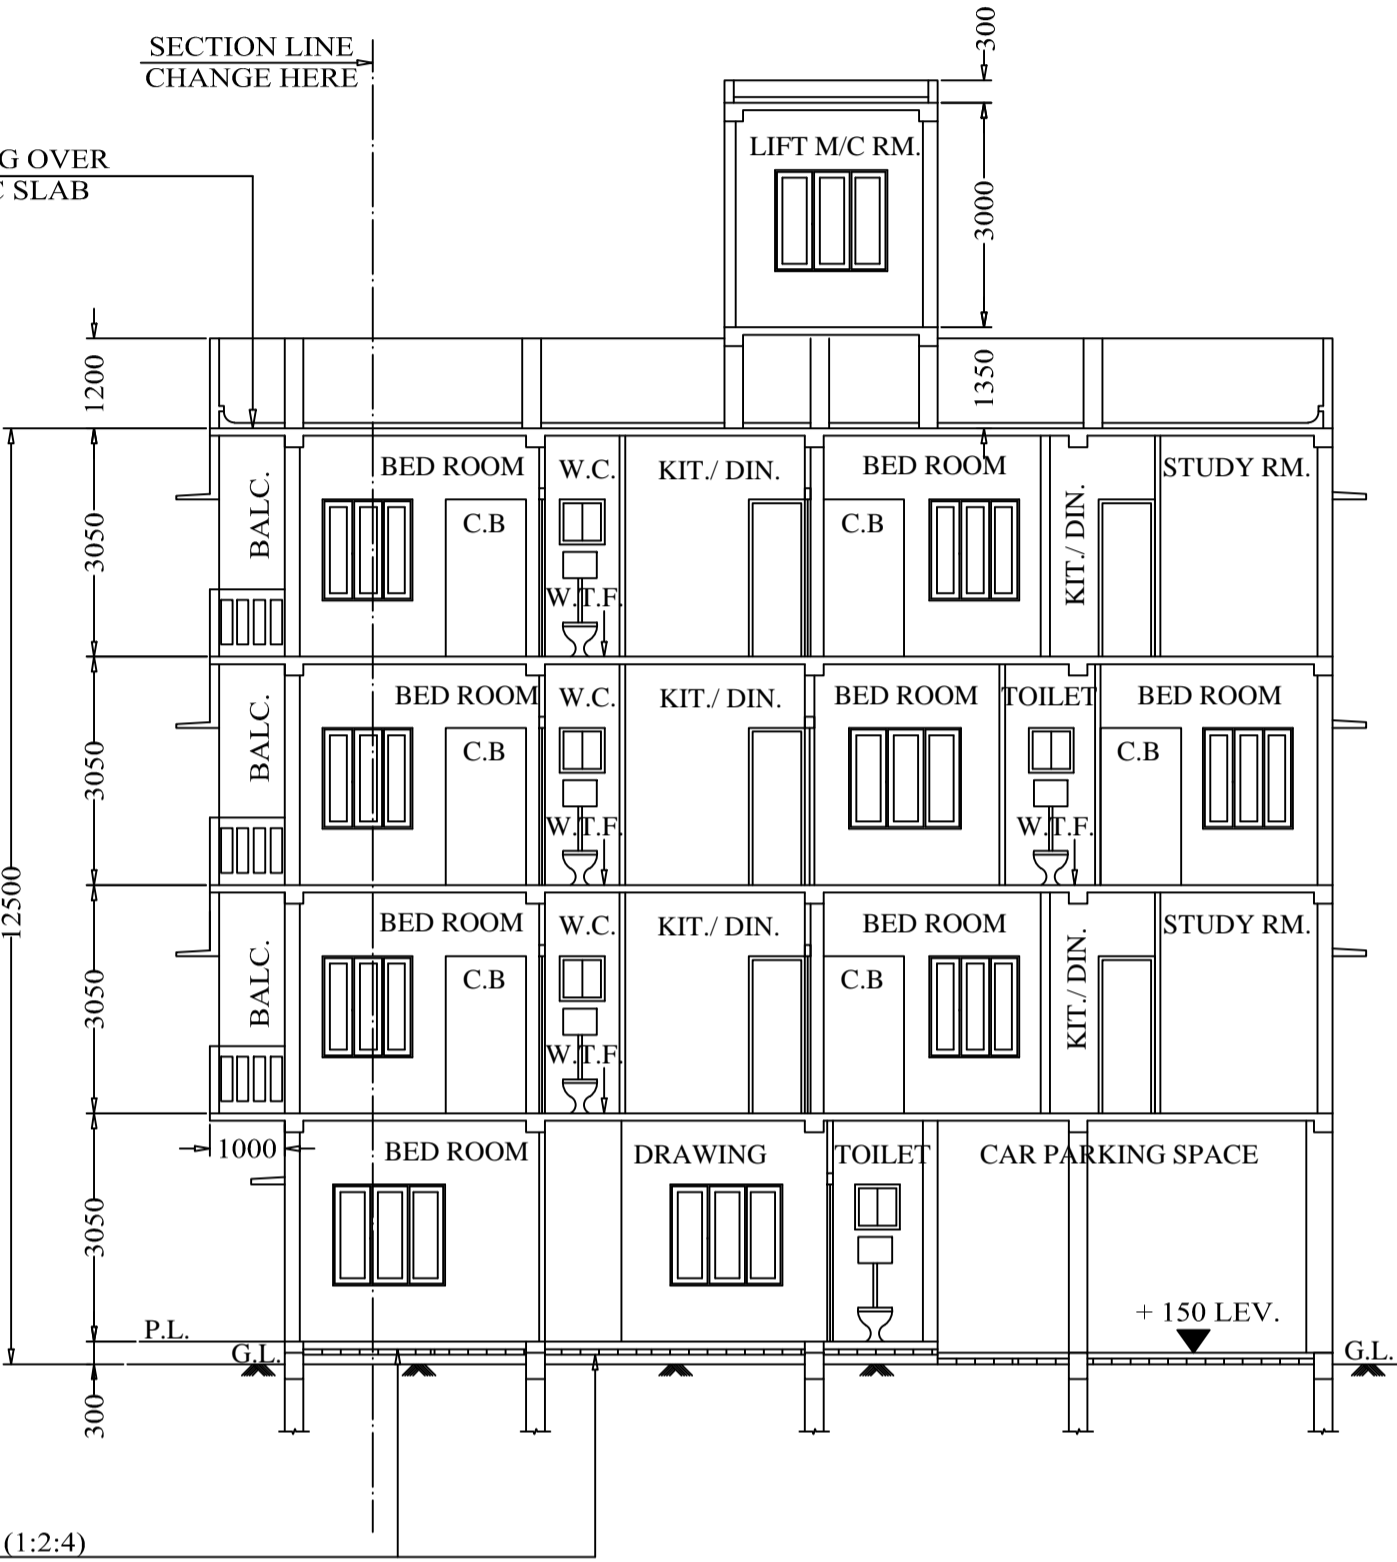 300
SECTION LINE
CHANGE HERE
LIFT M/C RM.
G OVER
C SLAB
3000
1200
1350
BED ROOM W.C. KIT./ DIN. BED ROOM STUDY RM.
BALC.
C.B
C.B
KIT./ DIN.
3050
W.T.F.
BED ROOM W.C. KIT./ DIN. BED ROOM TOILET BED ROOM
BALC.
C.B
C.B
3050
W.T.F.
W.T.F.
12500
BED ROOM W.C. KIT./ DIN. BED ROOM STUDY RM.
BALC.
C.B
C.B
KIT./ DIN.
3050
W.T.F.
1000
BED ROOM DRAWING TOILET CAR PARKING SPACE
3050
+ 150 LEV.
P.L.
G.L.
G.L.
300
(1:2:4)